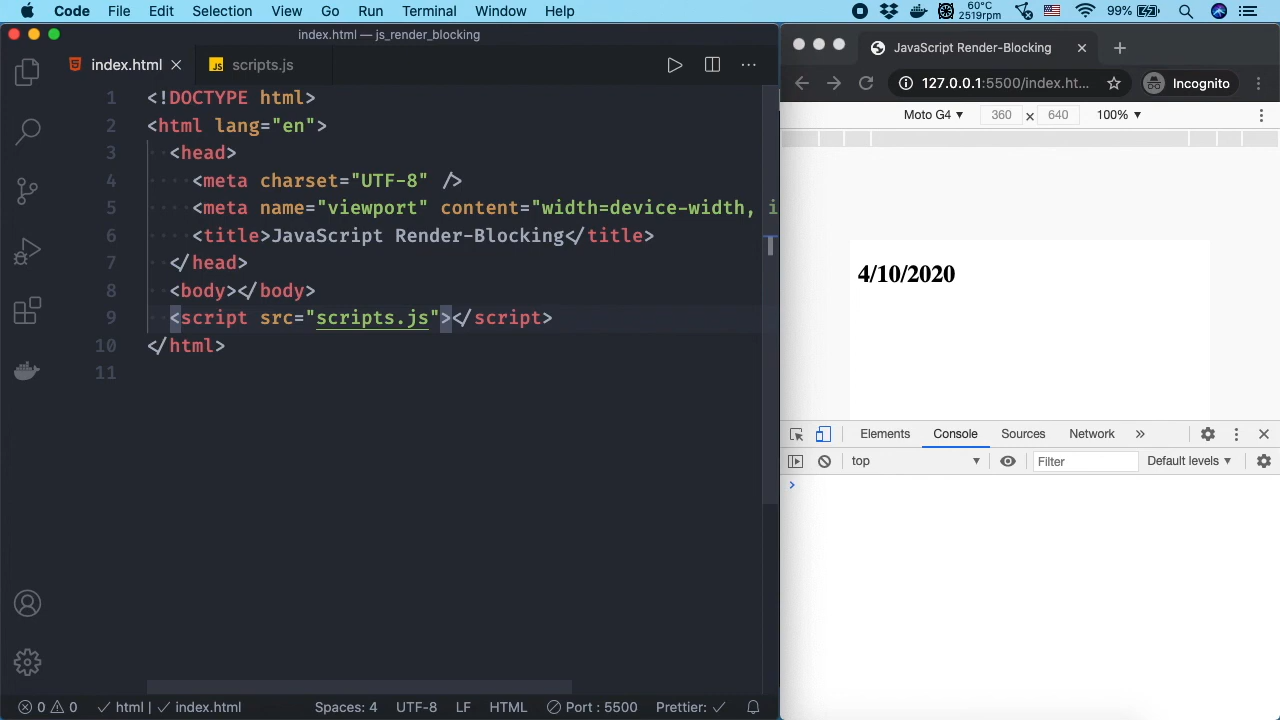 Code File Edit Selection View Go Run Terminal Window Help
60°C
2519rpm
99%
index.html — js_render_blocking
index.html
JS scripts.js
1 <!DOCTYPE html>
2 <html lang="en">
3 <head>
4 <meta charset="UTF-8" />
5 <meta name="viewport" content="width=device-width, i
6 <title>JavaScript Render-Blocking</title>
7 </head>
8 <body></body>
9 <script src="scripts.js"></script>
10 </html>
11
0 0 html | index.html Spaces: 4 UTF-8 LF HTML Port : 5500 Prettier:
JavaScript Render-Blocking
127.0.0.1:5500/index.ht... Incognito
Moto G4 360 x 640 100%
4/10/2020
Elements Console Sources Network »
top Filter Default levels